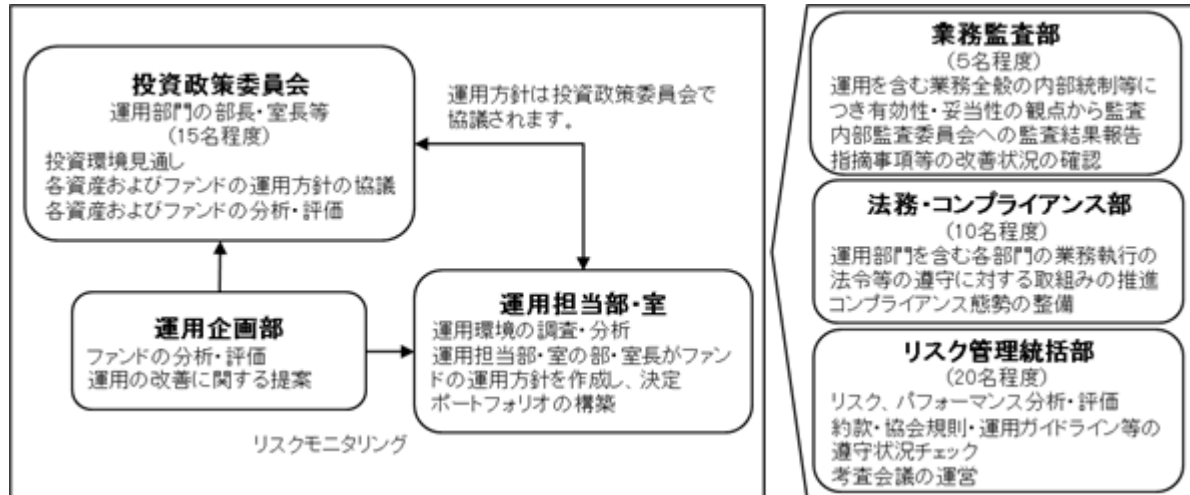 投資政策委員会
運用部門の部長・室長等
(15名程度)
投資環境見通し
各資産およびファンドの運用方針の協議
各資産およびファンドの分析・評価
運用方針は投資政策委員会で
協議されます。
運用企画部
ファンドの分析・評価
運用の改善に関する提案
運用担当部・室
運用環境の調査・分析
運用担当部・室の部・室長がファン
ドの運用方針を作成し、決定
ポートフォリオの構築
リスクモニタリング
業務監査部
(5名程度)
運用を含む業務全般の内部統制等に
つき有効性・妥当性の観点から監査
内部監査委員会への監査結果報告
指摘事項等の改善状況の確認
法務・コンプライアンス部
(10名程度)
運用部門を含む各部門の業務執行の
法令等の遵守に対する取組みの推進
コンプライアンス態勢の整備
リスク管理統括部
(20名程度)
リスク、パフォーマンス分析・評価
約款・協会規則・運用ガイドライン等の
遵守状況チェック
考査会議の運営